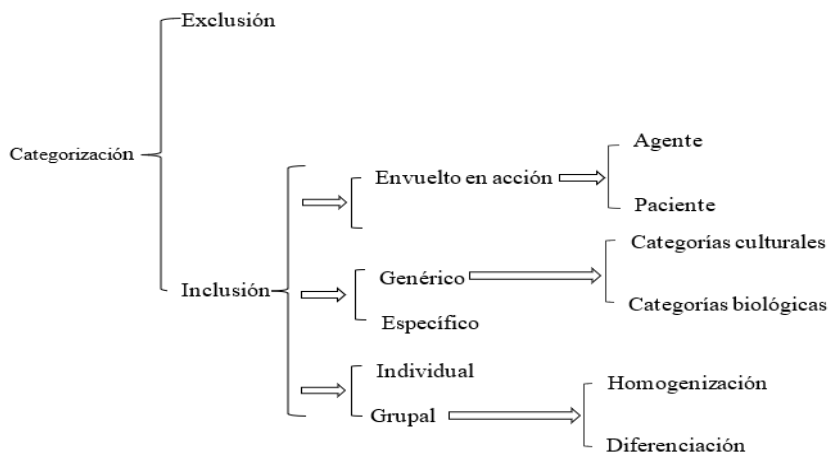 Exclusión
Categorización
Inclusión
Envuelto en acción
Agente
Paciente
Genérico
Específico
Categorías culturales
Categorías biológicas
Individual
Grupal
Homogenización
Diferenciación